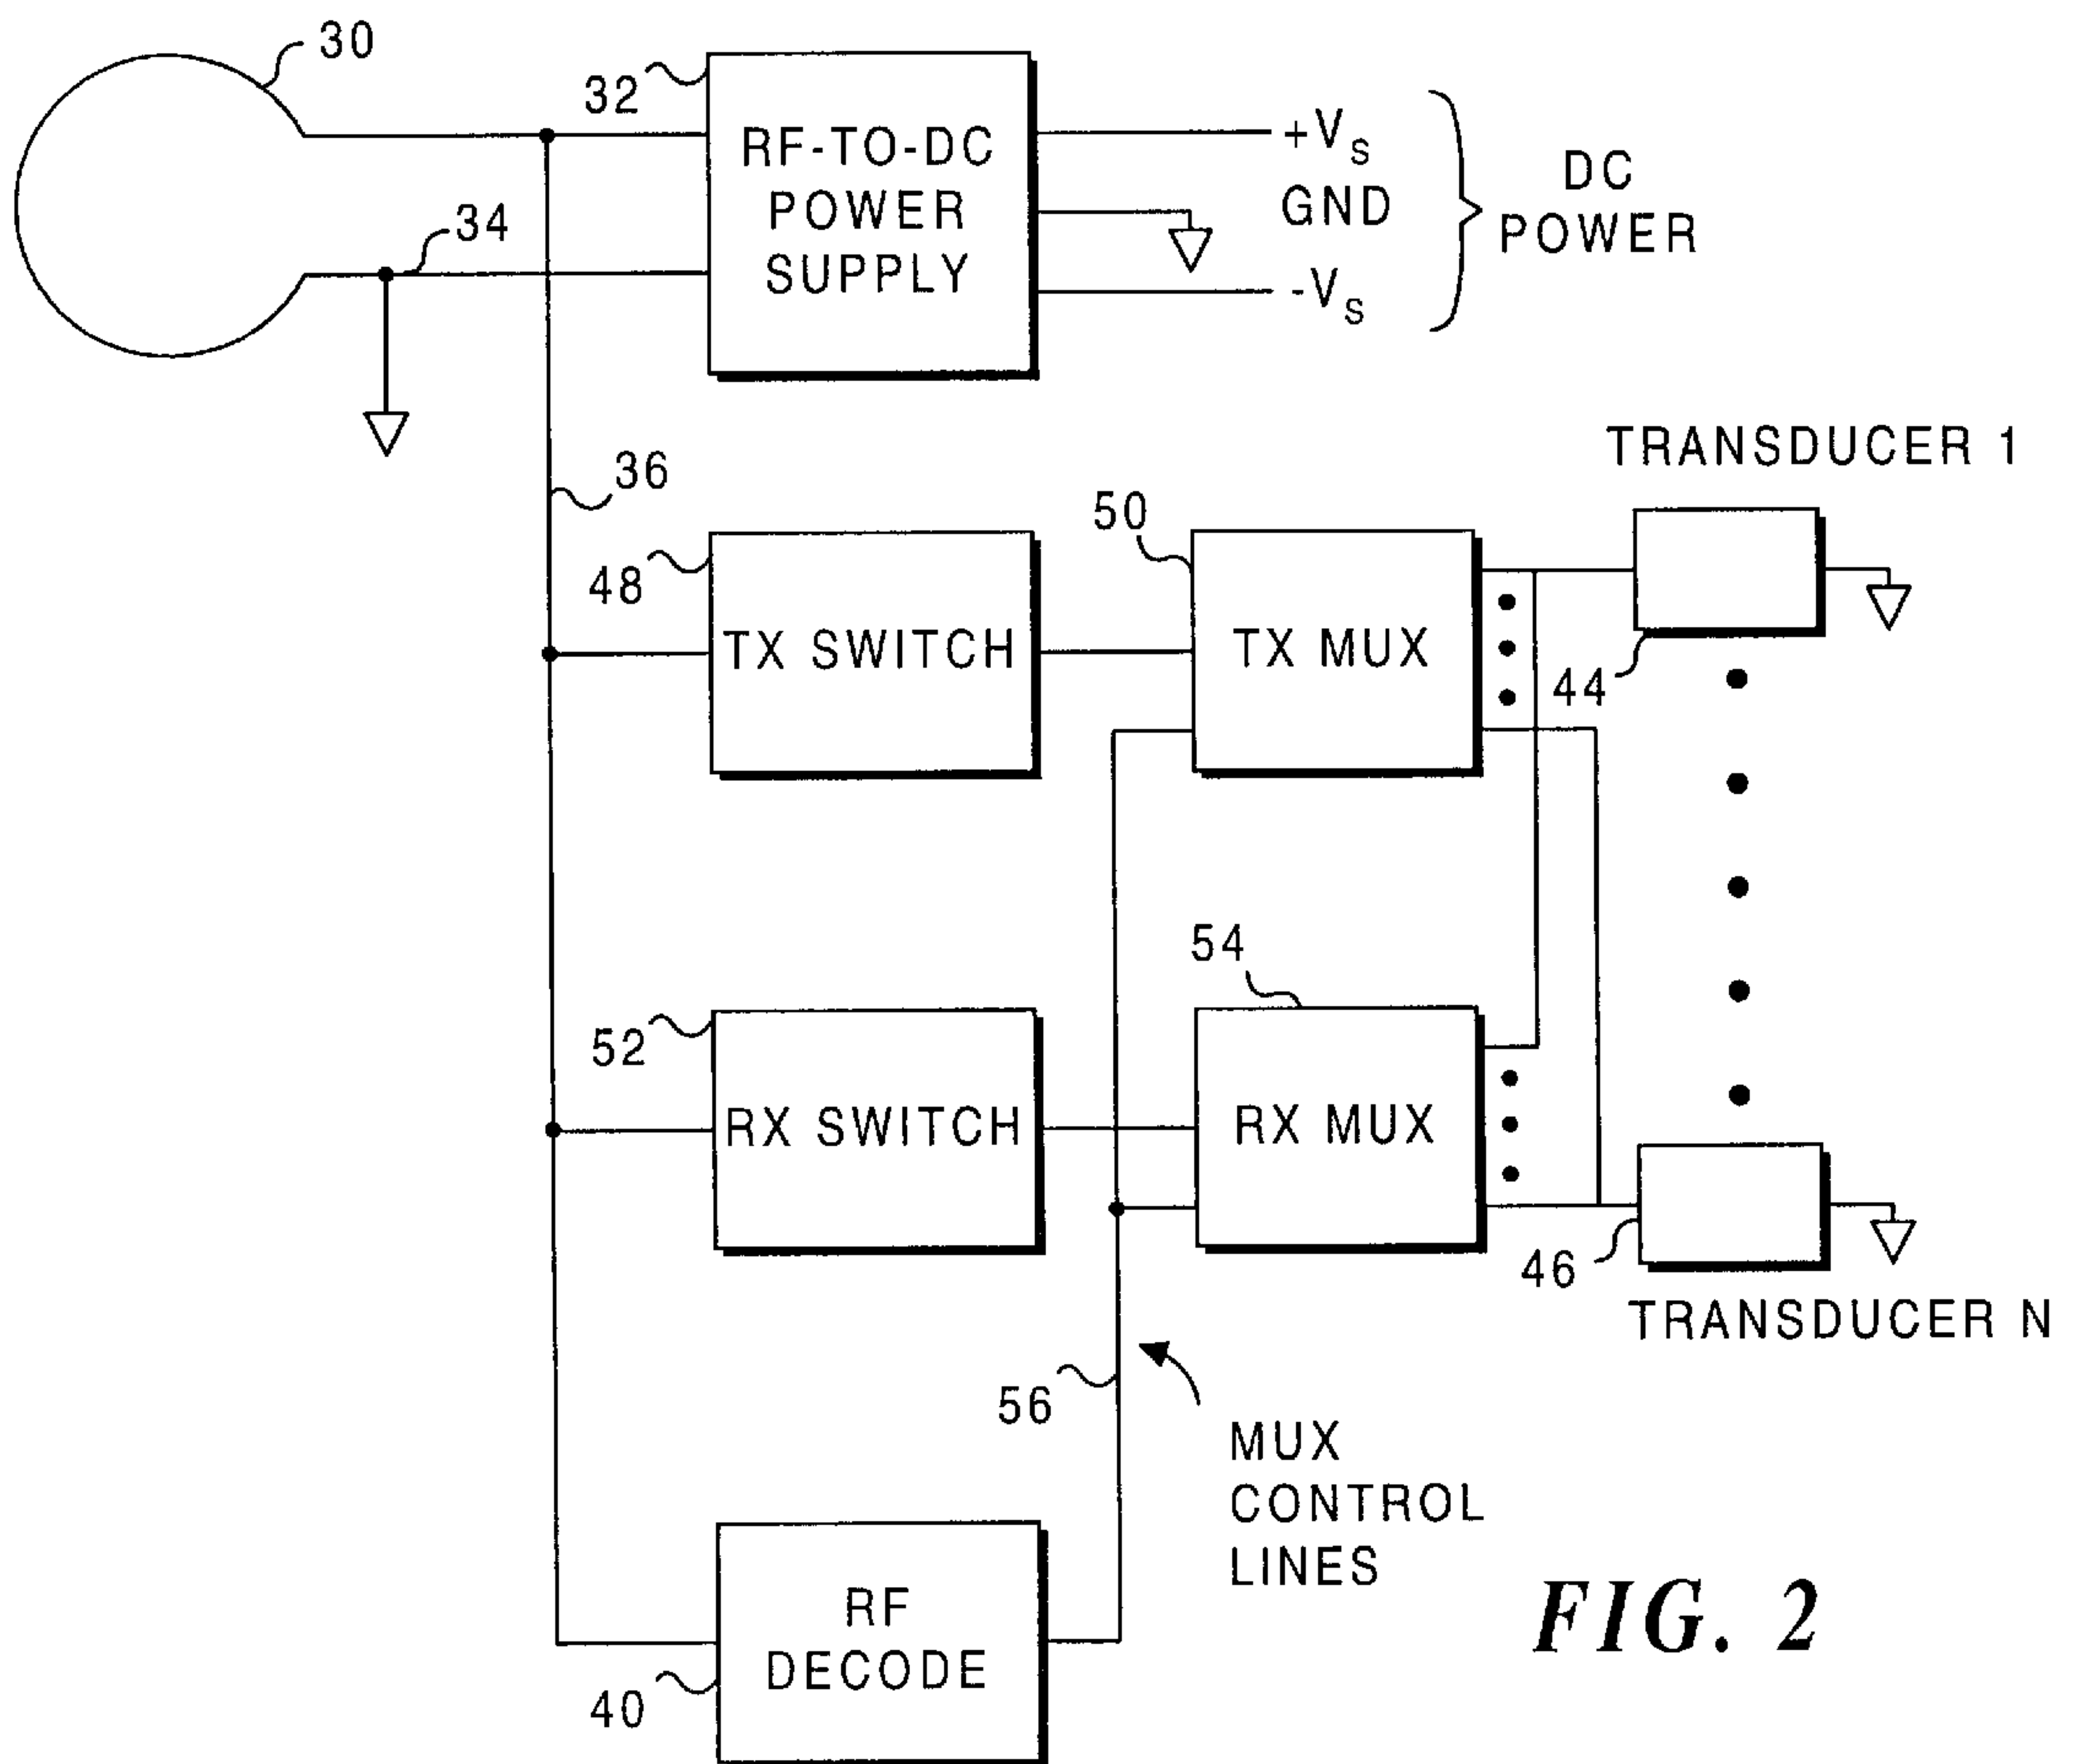 30
32
RF-TO-DC
POWER
SUPPLY
+VS
GND
-VS
DC
POWER
34
36
TRANSDUCER 1
48
TX SWITCH
50
TX MUX
44
52
RX SWITCH
54
RX MUX
46
TRANSDUCER N
56
MUX
CONTROL
LINES
40
RF
DECODE
FIG. 2